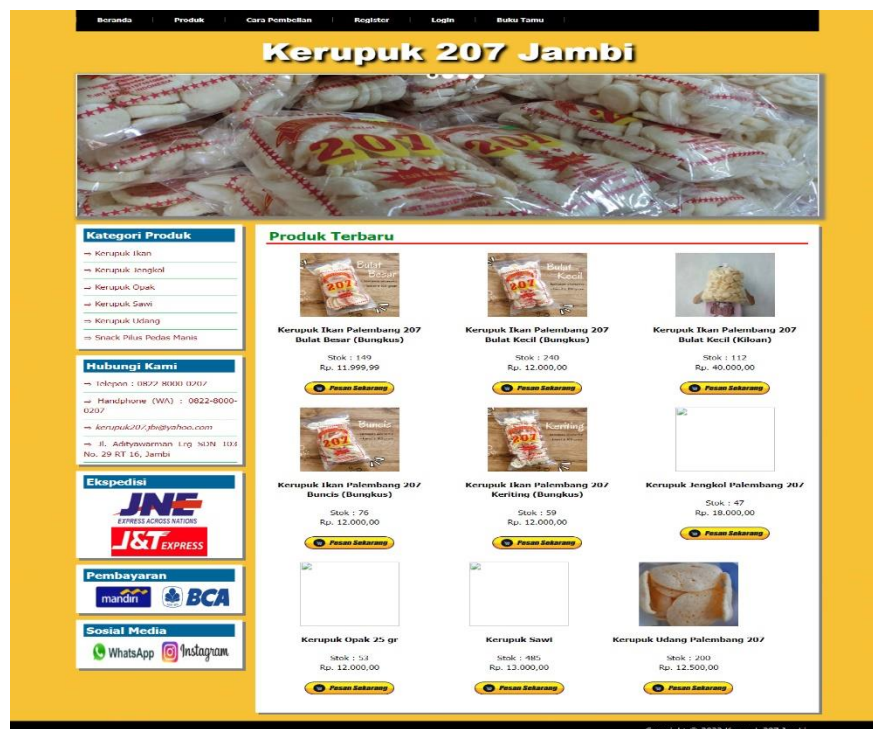 Beranda Produk Cara Pembelian Register Login Buku Tamu
Kerupuk 207 Jambi
207
207
Kategori Produk
⇒ Kerupuk Ikan
⇒ Kerupuk Jengkol
⇒ Kerupuk Opak
⇒ Kerupuk Sawi
⇒ Kerupuk Udang
⇒ Snack Pilus Pedas Manis
Hubungi Kami
⇒ Telepon : 0822-8000-0207
⇒ Handphone (WA) : 0822-8000-
0207
⇒ kerupuk207.jbi@yahoo.com
⇒ Jl. Adityawarman Lrg SDN 103
No. 29 RT 16, Jambi
Ekspedisi
JNE
EXPRESS ACROSS NATIONS
J&T EXPRESS
Pembayaran
mandiri BCA
Sosial Media
WhatsApp Instagram
Produk Terbaru
Bulat
Besar
207
Bulat
Kecil
207
Kerupuk Ikan Palembang 207
Bulat Besar (Bungkus)
Stok : 149
Rp. 11.999,99
Pesan Sekarang
Kerupuk Ikan Palembang 207
Bulat Kecil (Bungkus)
Stok : 240
Rp. 12.000,00
Pesan Sekarang
Kerupuk Ikan Palembang 207
Bulat Kecil (Kiloan)
Stok : 112
Rp. 40.000,00
Pesan Sekarang
Buncis
207
Keriting
207
Kerupuk Ikan Palembang 207
Buncis (Bungkus)
Stok : 76
Rp. 12.000,00
Pesan Sekarang
Kerupuk Ikan Palembang 207
Keriting (Bungkus)
Stok : 59
Rp. 12.000,00
Pesan Sekarang
Kerupuk Jengkol Palembang 207
Stok : 47
Rp. 18.000,00
Pesan Sekarang
Kerupuk Opak 25 gr
Stok : 53
Rp. 12.000,00
Pesan Sekarang
Kerupuk Sawi
Stok : 485
Rp. 13.000,00
Pesan Sekarang
Kerupuk Udang Palembang 207
Stok : 200
Rp. 12.500,00
Pesan Sekarang